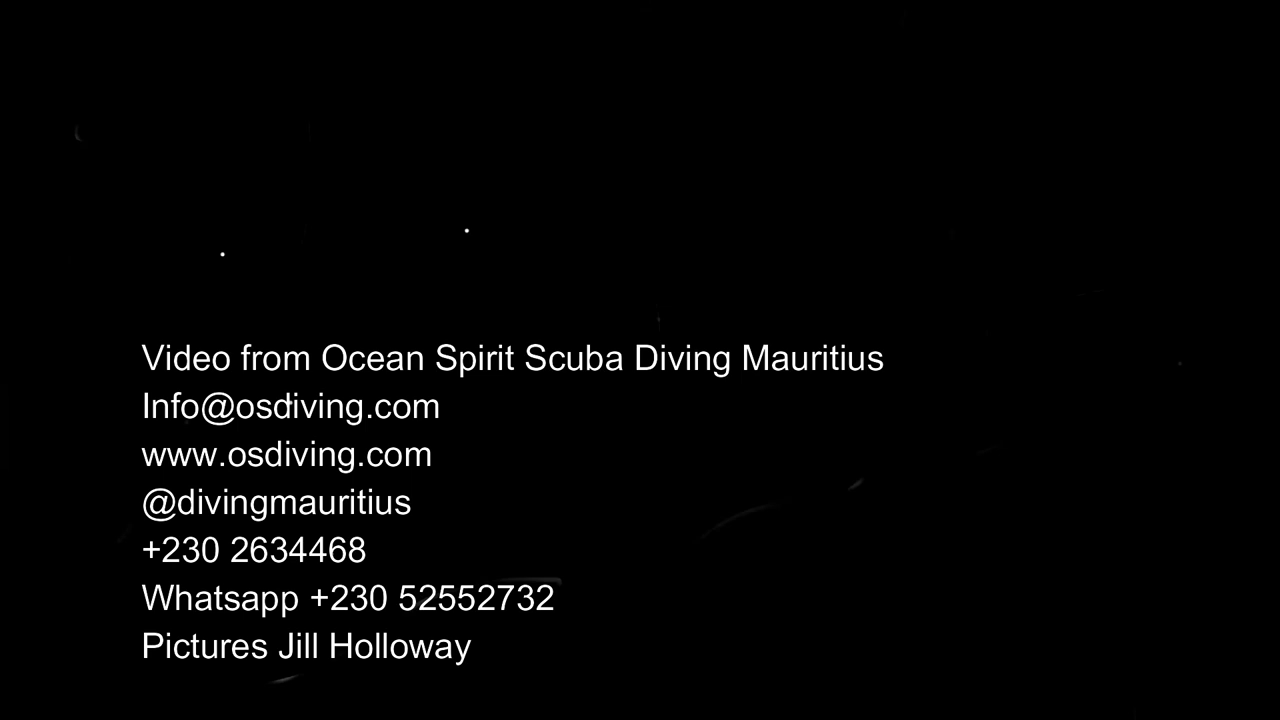 Video from Ocean Spirit Scuba Diving Mauritius
Info@osdiving.com
www.osdiving.com
@divingmauritius
+230 2634468
Whatsapp +230 52552732
Pictures Jill Holloway